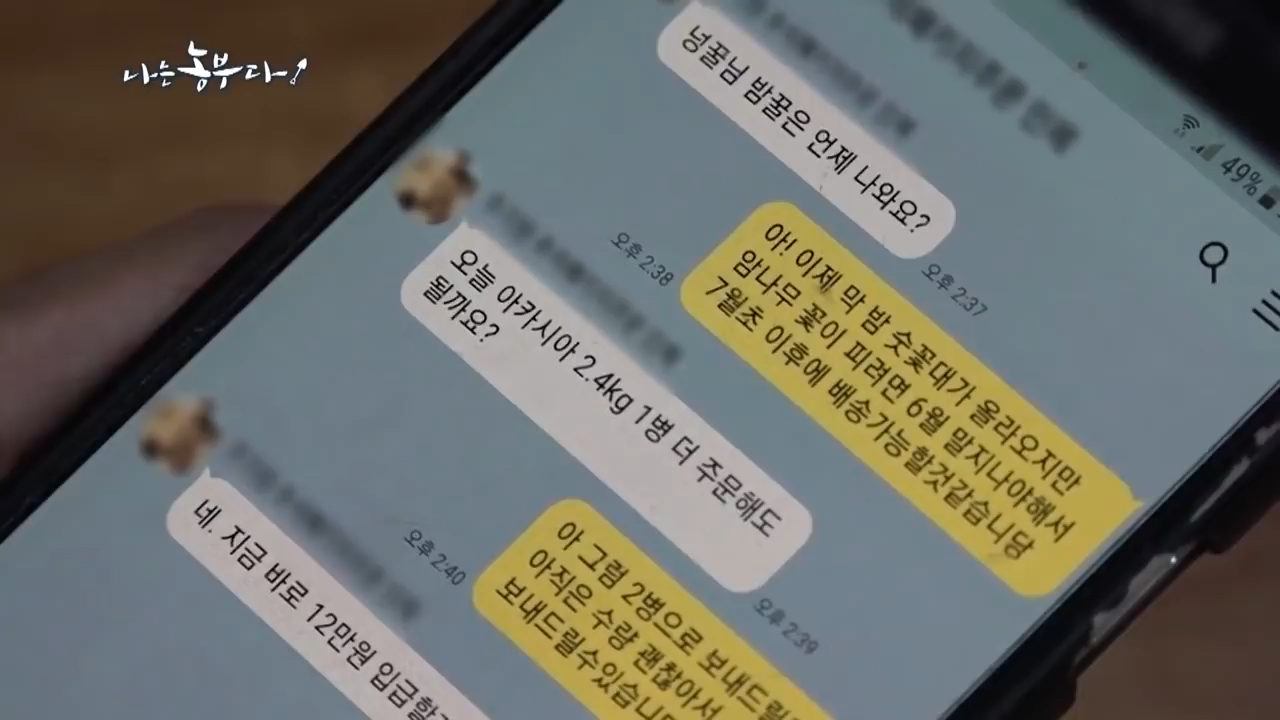 나는 농부다!
49%
넝꿀님 밤꿀은 언제 나와요?
오후 2:37
아! 이제 막 밤 숫꽃대가 올라오지만
암나무 꽃이 피려면 6월 말지나야해서
7월초 이후에 배송가능할것같습니당
오후 2:38
오늘 아카시아 2.4kg 1병 더 주문해도
될까요?
오후 2:39
아 그럼 2병으로 보내드릴
아직은 수량 괜찮아서
보내드릴수있습니
오후 2:40
네. 지금 바로 12만원 입금할